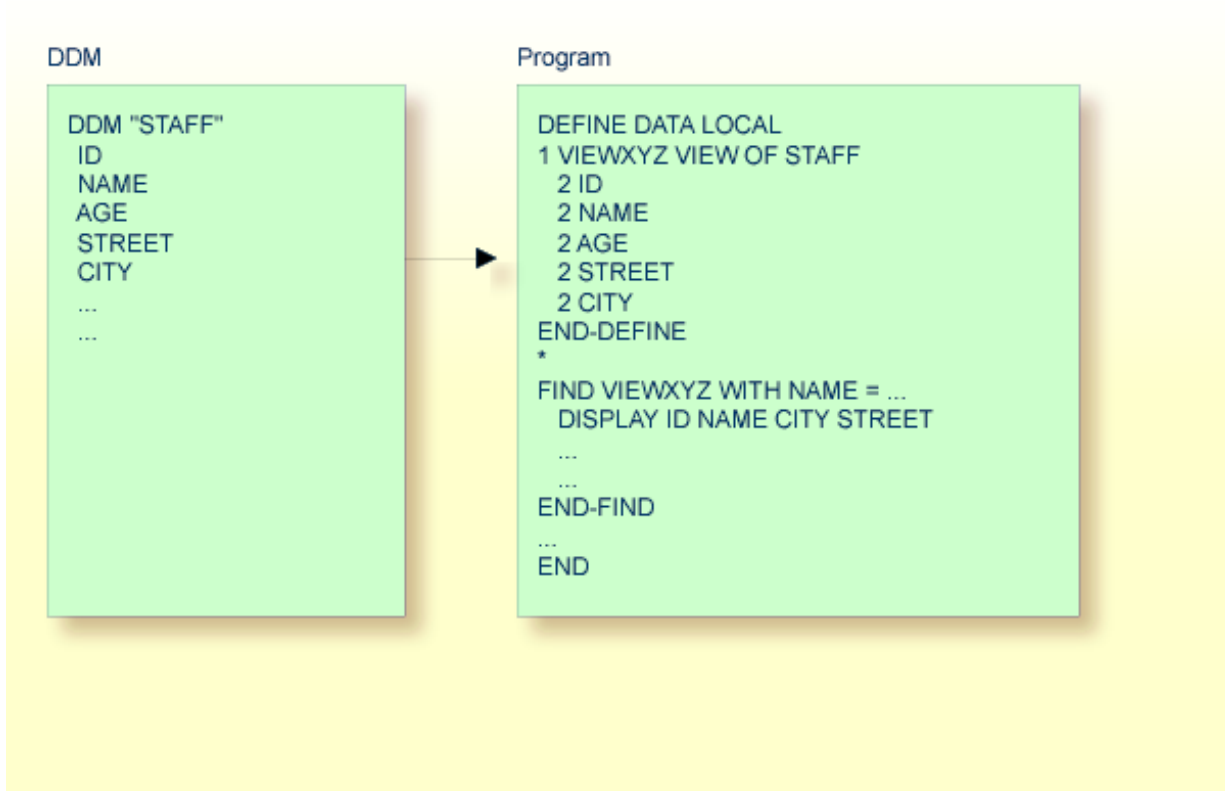 DDM
DDM "STAFF"
ID
NAME
AGE
STREET
CITY
...
...
Program
DEFINE DATA LOCAL
1 VIEWXYZ VIEW OF STAFF
2 ID
2 NAME
2 AGE
2 STREET
2 CITY
END-DEFINE
*
FIND VIEWXYZ WITH NAME = ...
DISPLAY ID NAME CITY STREET
...
...
END-FIND
...
END